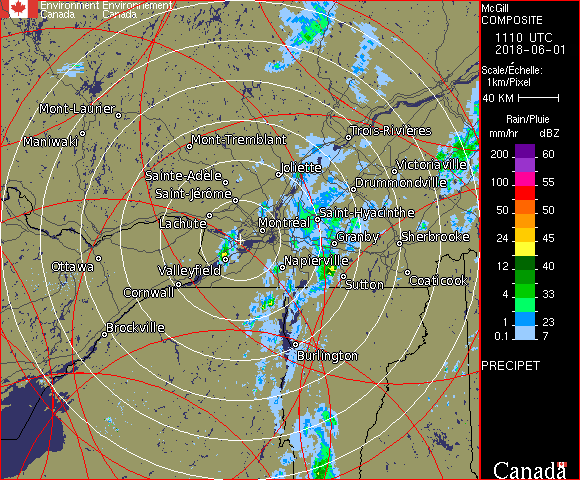 Environment Environnement
Canada Canada
Mont-Laurier
Maniwaki
Mont-Tremblant
Trois-Rivières
Sainte-Adèle
Joliette
Victoriaville
Saint-Jérôme
Drummondville
Lachute
Montréal
Saint-Hyacinthe
Granby
Sherbrooke
Ottawa
Valleyfield
Napierville
Cornwall
Sutton
Coaticook
Brockville
Burlington
McGill
COMPOSITE
1110 UTC
2018-06-01
Scale/Échelle:
1km/Pixel
40 KM
Rain/Pluie
mm/hr dBZ
200 60
150 57
100 55
50 50
24 45
12 40
4 33
1 23
0.1 7
PRECIPET
Canada